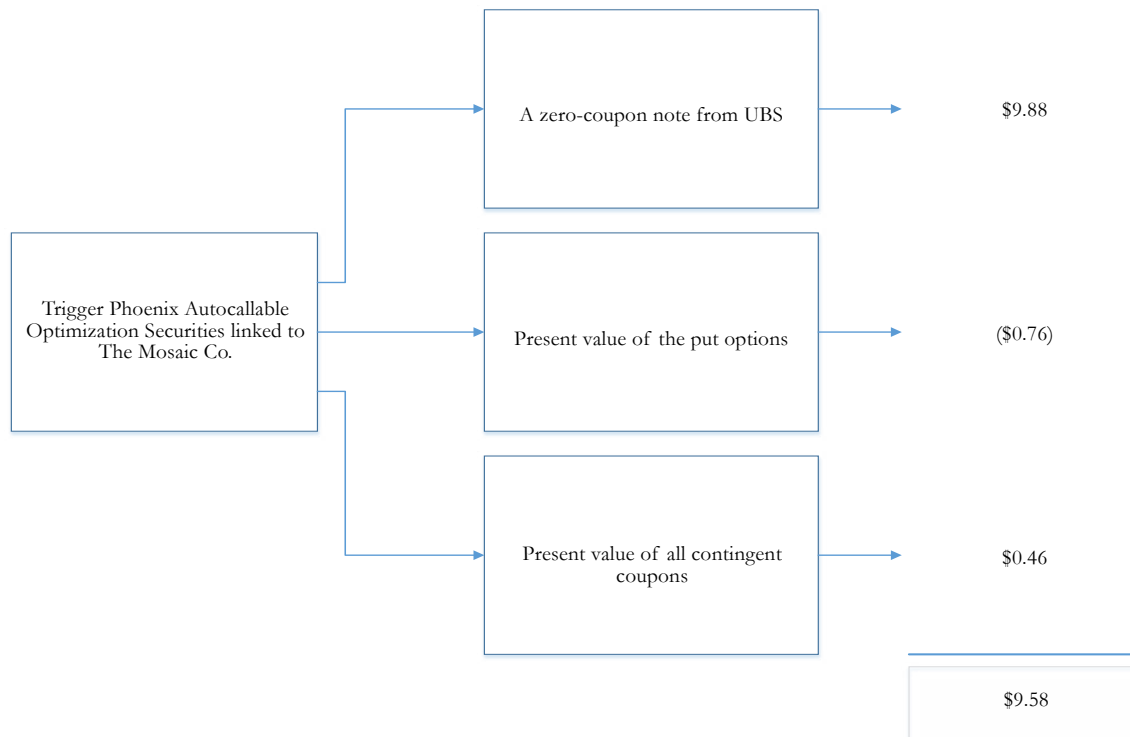 A zero-coupon note from UBS
$9.88
Trigger Phoenix Autocallable
Optimization Securities linked to
The Mosaic Co.
Present value of the put options
($0.76)
Present value of all contingent
coupons
$0.46
$9.58